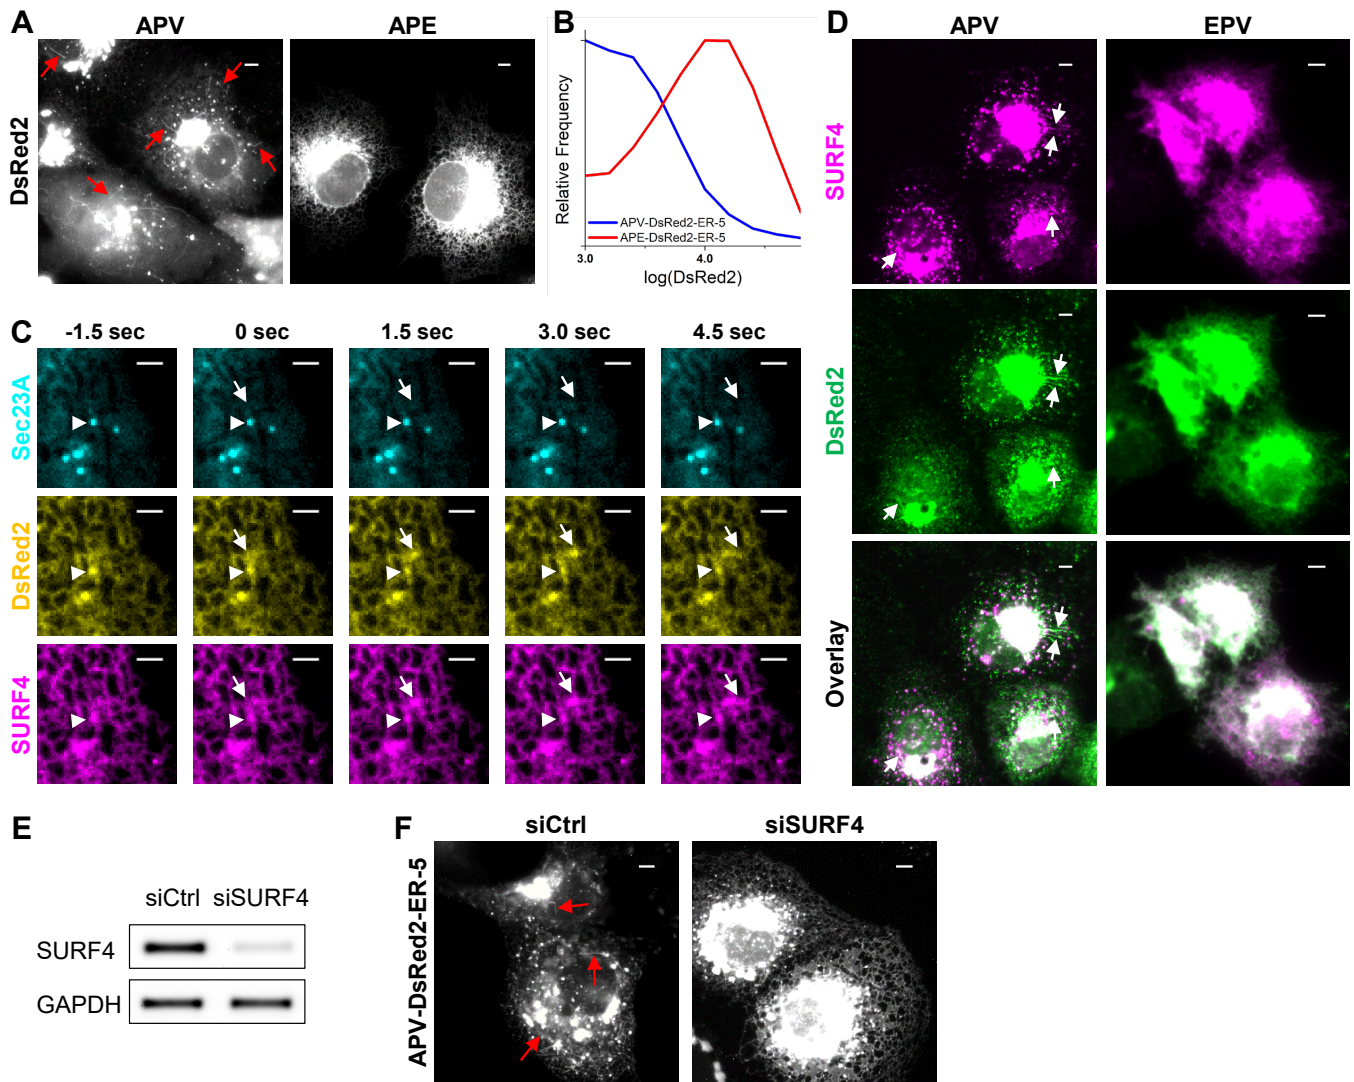 A
APV
APE
DsRed2
B
Relative Frequency
APV-DsRed2-ER-5
APE-DsRed2-ER-5
3.0
4.0
log(DsRed2)
C
-1.5 sec
0 sec
1.5 sec
3.0 sec
4.5 sec
Sec23A
DsRed2
SURF4
D
APV
EPV
SURF4
DsRed2
Overlay
E
siCtrl siSURF4
SURF4
GAPDH
F
siCtrl
siSURF4
APV-DsRed2-ER-5